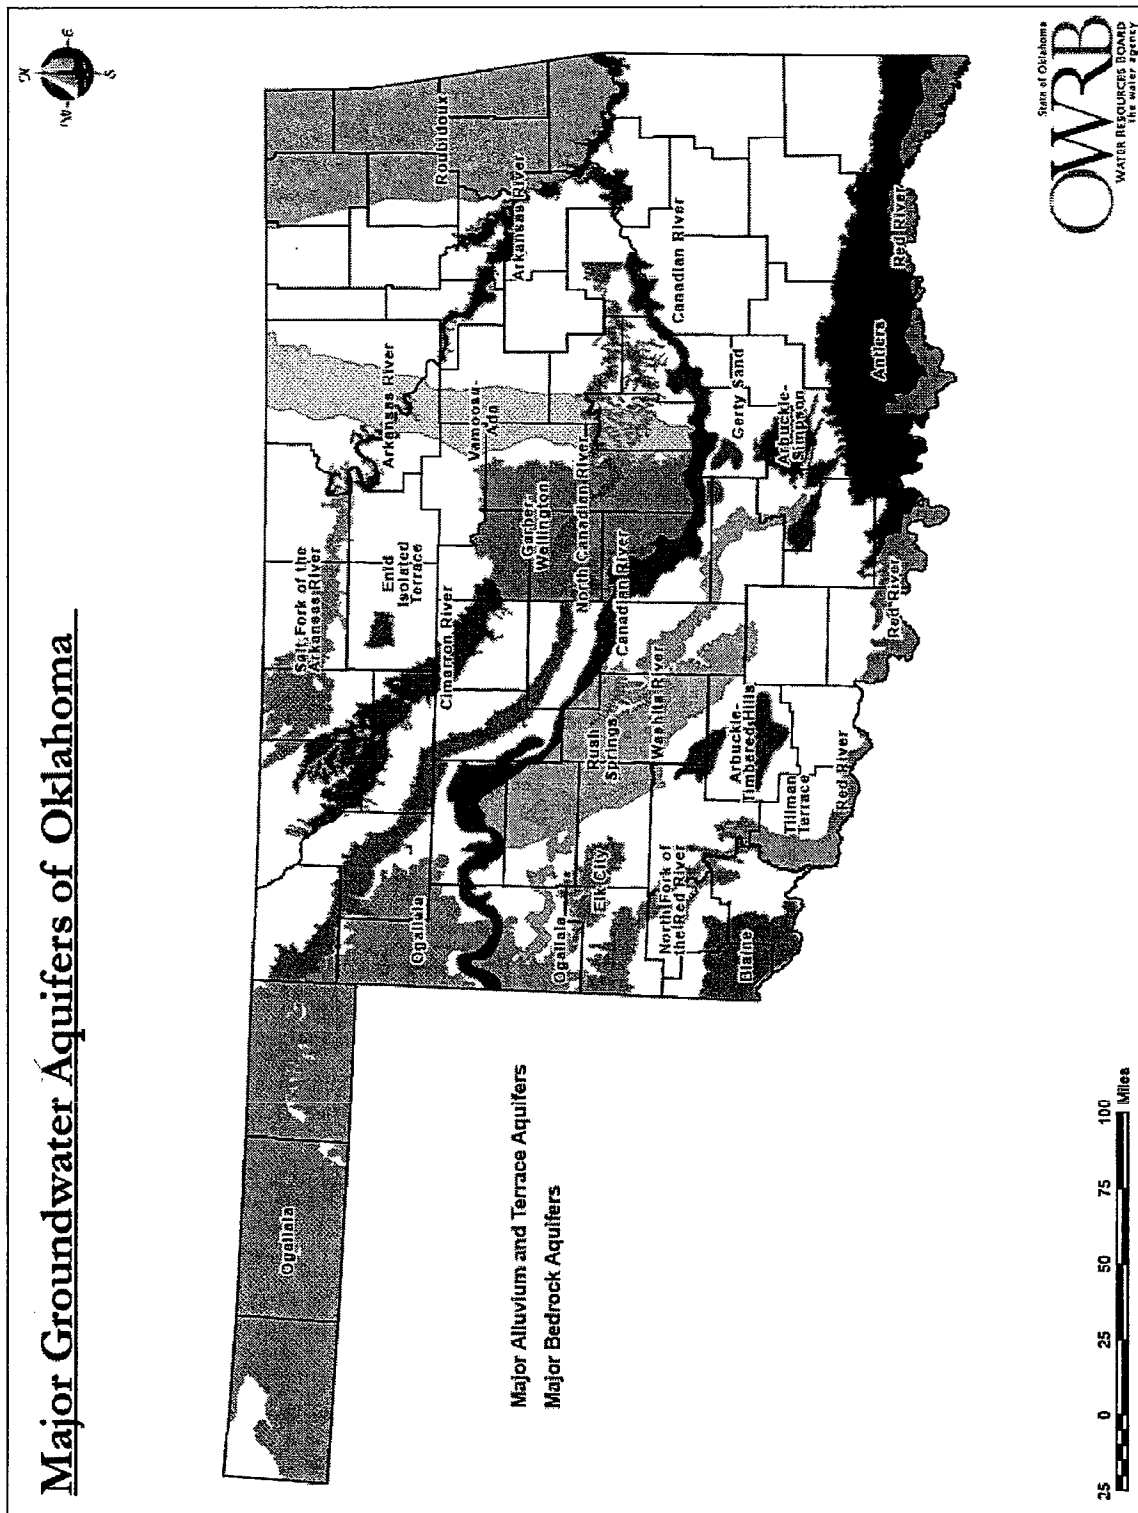 Major Groundwater Aquifers of Oklahoma
N
W
E
S
Ogallala
Ogallala
Ogallala
Elk City
North Fork of
the Red River
Blaine
Salt Fork of the
Arkansas River
Enid
Isolated
Terrace
Cimarron River
Rush
Springs
Washita River
Arbuckle-
Timbered Hills
Tillman
Terrace
Red River
Red River
Canadian River
North Canadian River
Garber-
Wellington
Vamoosa-
Ada
Arkansas River
Arkansas River
Roubidoux
Canadian River
Gerty Sand
Arbuckle-
Simpson
Antlers
Red River
Major Alluvium and Terrace Aquifers
Major Bedrock Aquifers
25 0 25 50 75 100
Miles
State of Oklahoma
OWRB
WATER RESOURCES BOARD
the water agency